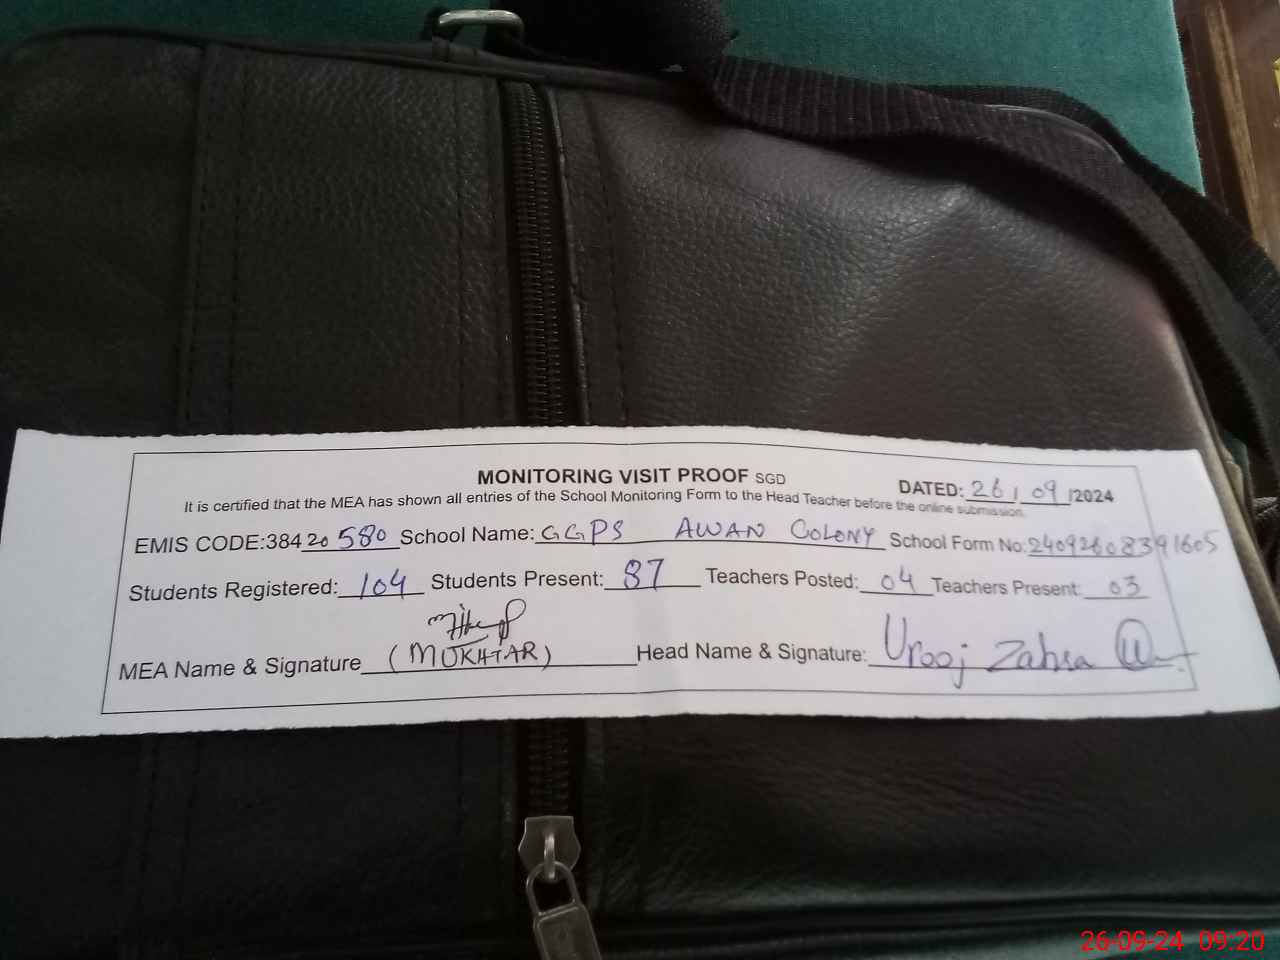 MONITORING VISIT PROOF SGD DATED: 26/09/2024
It is certified that the MEA has shown all entries of the School Monitoring Form to the Head Teacher before the online submission.
EMIS CODE:38420580 School Name: GGPS AWAN COLONY School Form No: 24092608391605
Students Registered: 104 Students Present: 87 Teachers Posted: 04 Teachers Present: 03
MEA Name & Signature (MUKHTAR) Head Name & Signature: Urooj Zahra
26-09-24 09:20